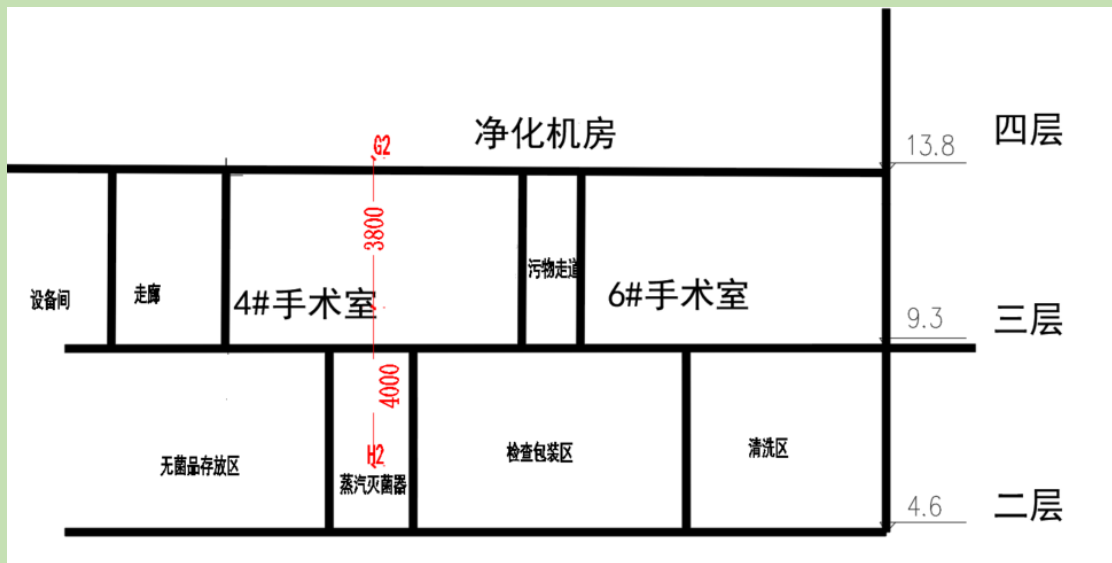 净化机房
四层
13.8
G2
3800
设备间
走廊
4#手术室
污物走道
6#手术室
9.3
三层
4000
无菌品存放区
H2
蒸汽灭菌器
检查包装区
清洗区
4.6
二层